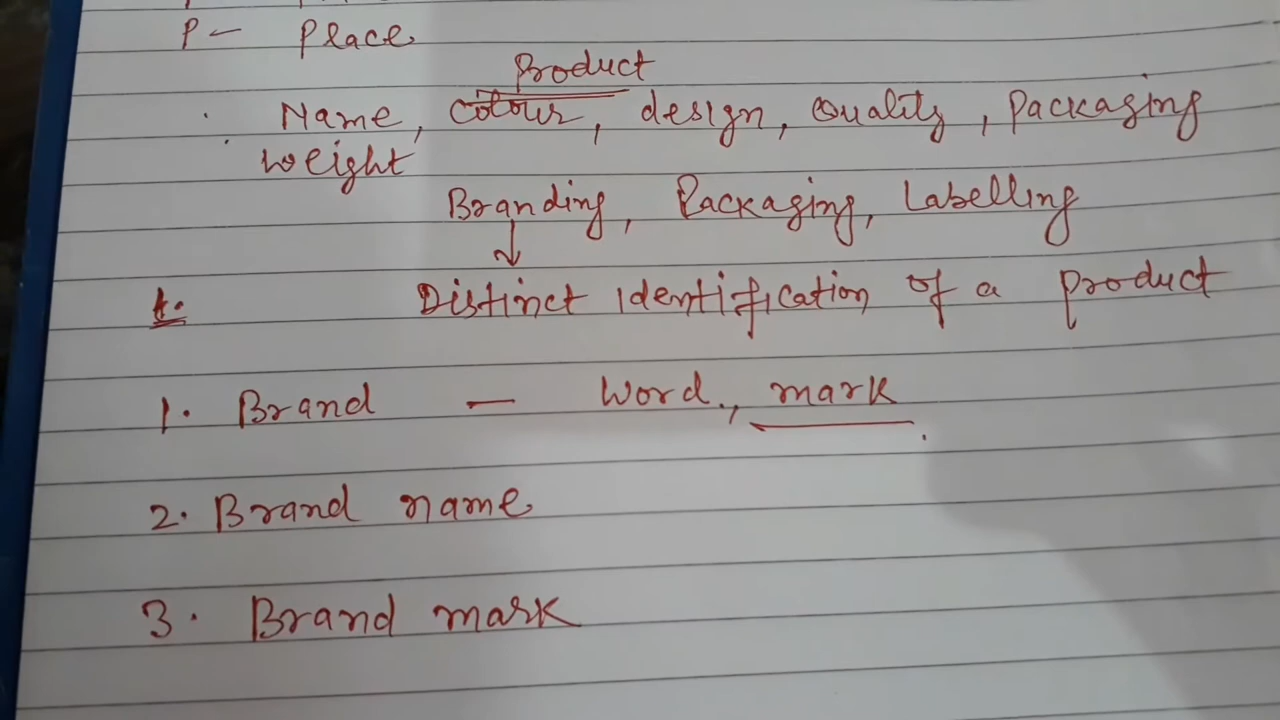 P - Place
Product
Name, colour, design, Quality, Packaging
weight
Branding, Packaging, Labelling
Distinct Identification of a product
1. Brand - Word, mark.
2. Brand name
3. Brand mark